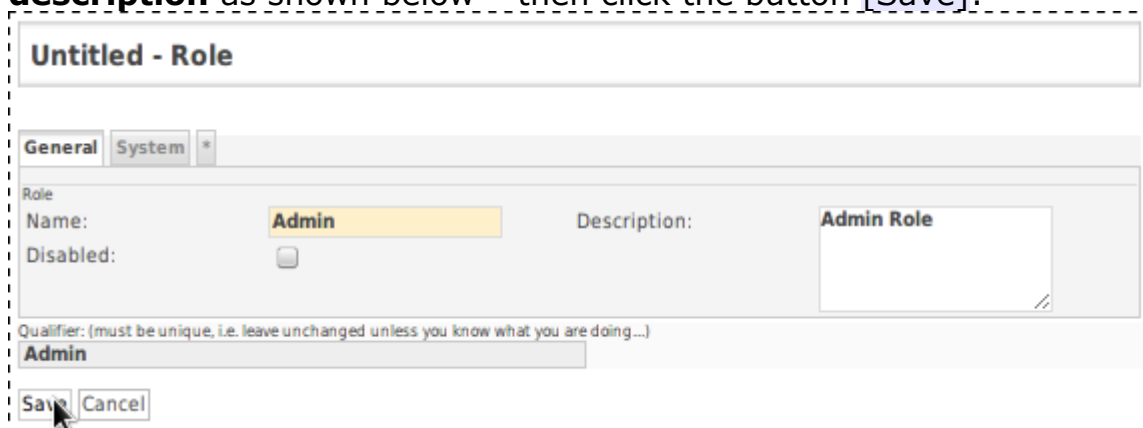 description as shown below – then click the button [Save].
Untitled - Role
General System *
Role
Name: Admin Description: Admin Role
Disabled:
Qualifier: (must be unique, i.e. leave unchanged unless you know what you are doing...)
Admin
Save Cancel